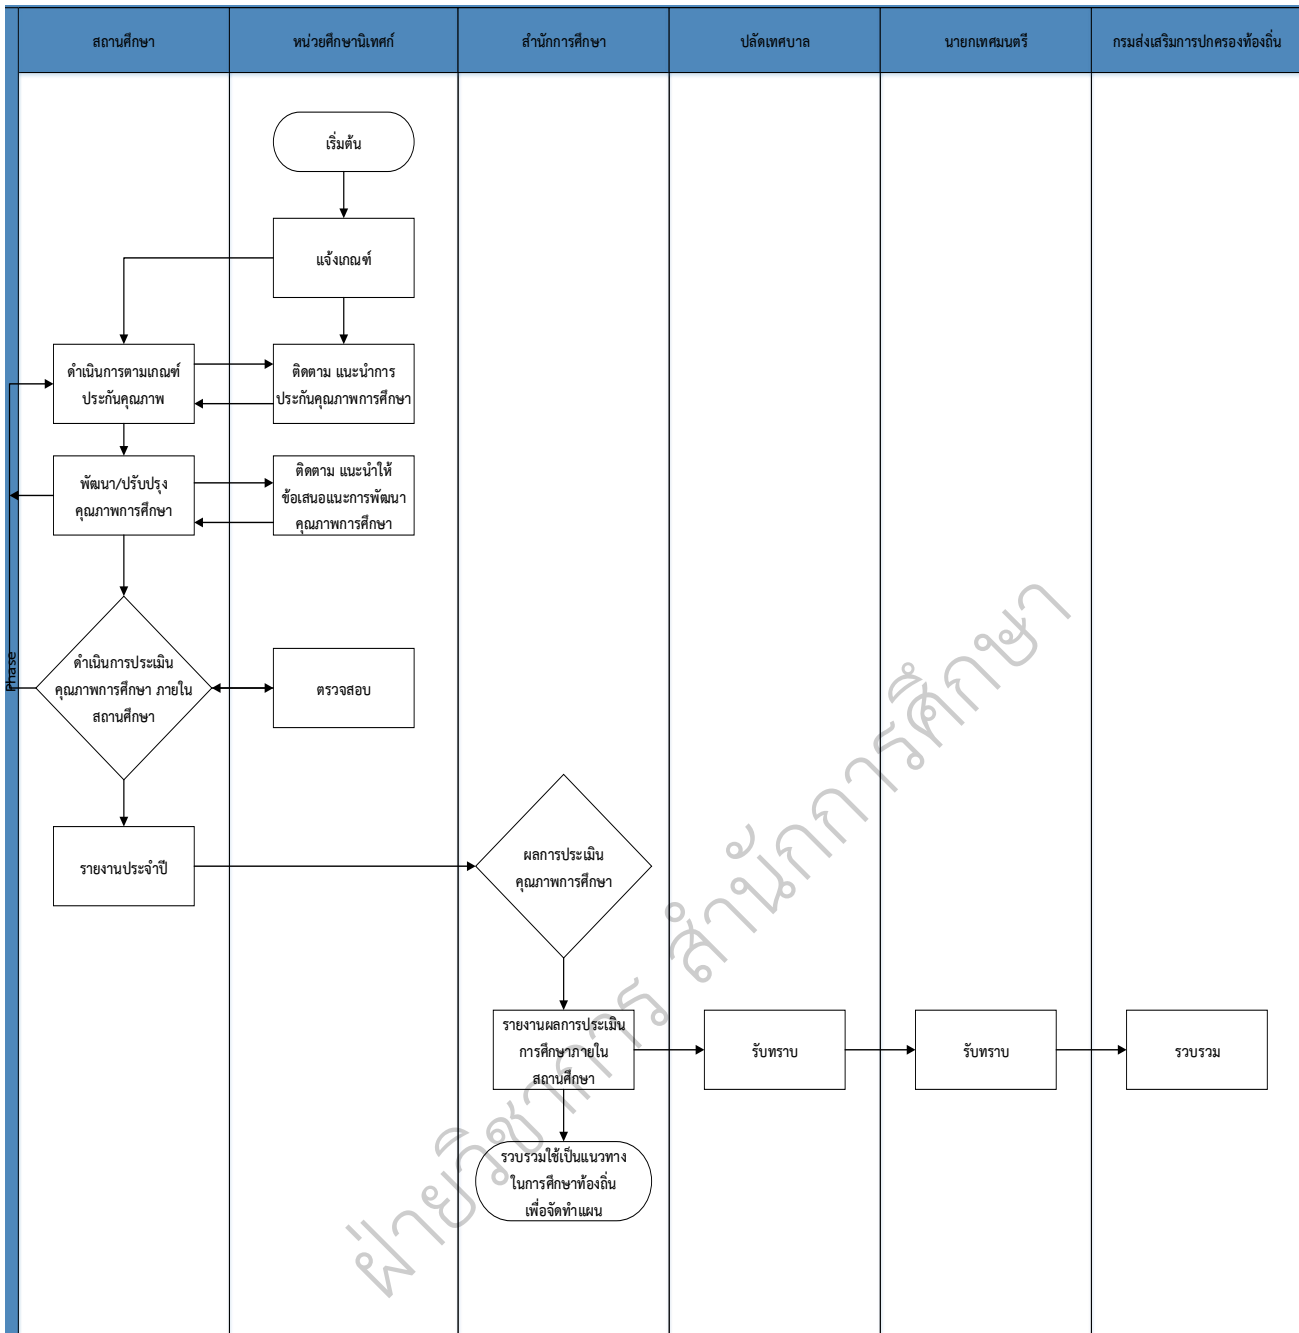 สถานศึกษา
หน่วยศึกษานิเทศก์
สำนักการศึกษา
ปลัดเทศบาล
นายกเทศมนตรี
กรมส่งเสริมการปกครองท้องถิ่น
เริ่มต้น
แจ้งเกณฑ์
ดำเนินการตามเกณฑ์
ประกันคุณภาพ
ติดตาม แนะนำการ
ประกันคุณภาพการศึกษา
พัฒนา/ปรับปรุง
คุณภาพการศึกษา
ติดตาม แนะนำให้
ข้อเสนอแนะการพัฒนา
คุณภาพการศึกษา
Phase
ดำเนินการประเมิน
คุณภาพการศึกษา ภายใน
สถานศึกษา
ตรวจสอบ
รายงานประจำปี
ผลการประเมิน
คุณภาพการศึกษา
รายงานผลการประเมิน
การศึกษาภายใน
สถานศึกษา
รับทราบ
รับทราบ
รวบรวม
รวบรวมใช้เป็นแนวทาง
ในการศึกษาท้องถิ่น
เพื่อจัดทำแผน
ฝ่ายวิชาการ สำนักการศึกษา